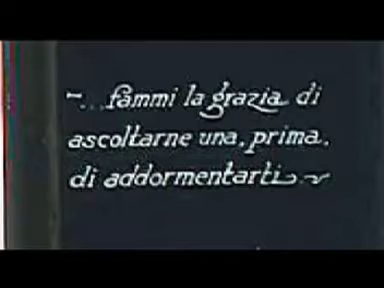 -...fammi la grazia di
ascoltarne una, prima.
di addormentarti.~